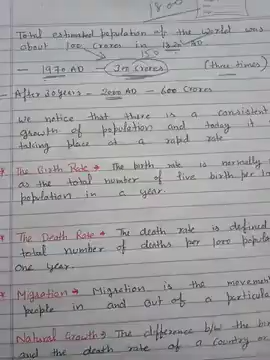 1800
Total estimated population of the world was
about 100 Crores in 1820 AD
150
- 1970 AD - 300 Crores (three times)
- After 30 years - 2000 AD - 600 Crores
We notice that there is a consistent
growth of population and today it
taking place at a rapid rate
* The Birth Rate → The birth rate is normally
as the total number of live birth per 10
population in a year.
* The Death Rate → The death rate is defined
total number of deaths per 1000 popula
one year.
* Migration → Migration is the movement
people in and out of a particula
Natural Growth → The difference b/w the bir
and the death rate of a country or